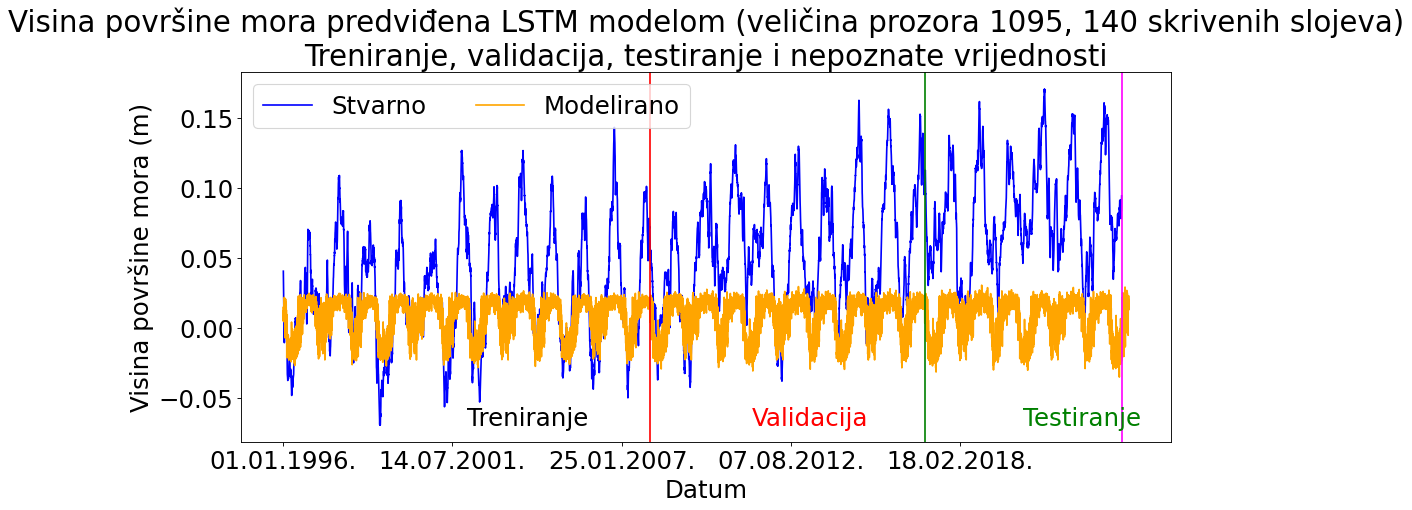 Visina površine mora predviđena LSTM modelom (veličina prozora 1095, 140 skrivenih slojeva)
Treniranje, validacija, testiranje i nepoznate vrijednosti
Stvarno Modelirano
Visina površine mora (m)
0.15
0.10
0.05
0.00
−0.05
Treniranje Validacija Testiranje
01.01.1996. 14.07.2001. 25.01.2007. 07.08.2012. 18.02.2018.
Datum